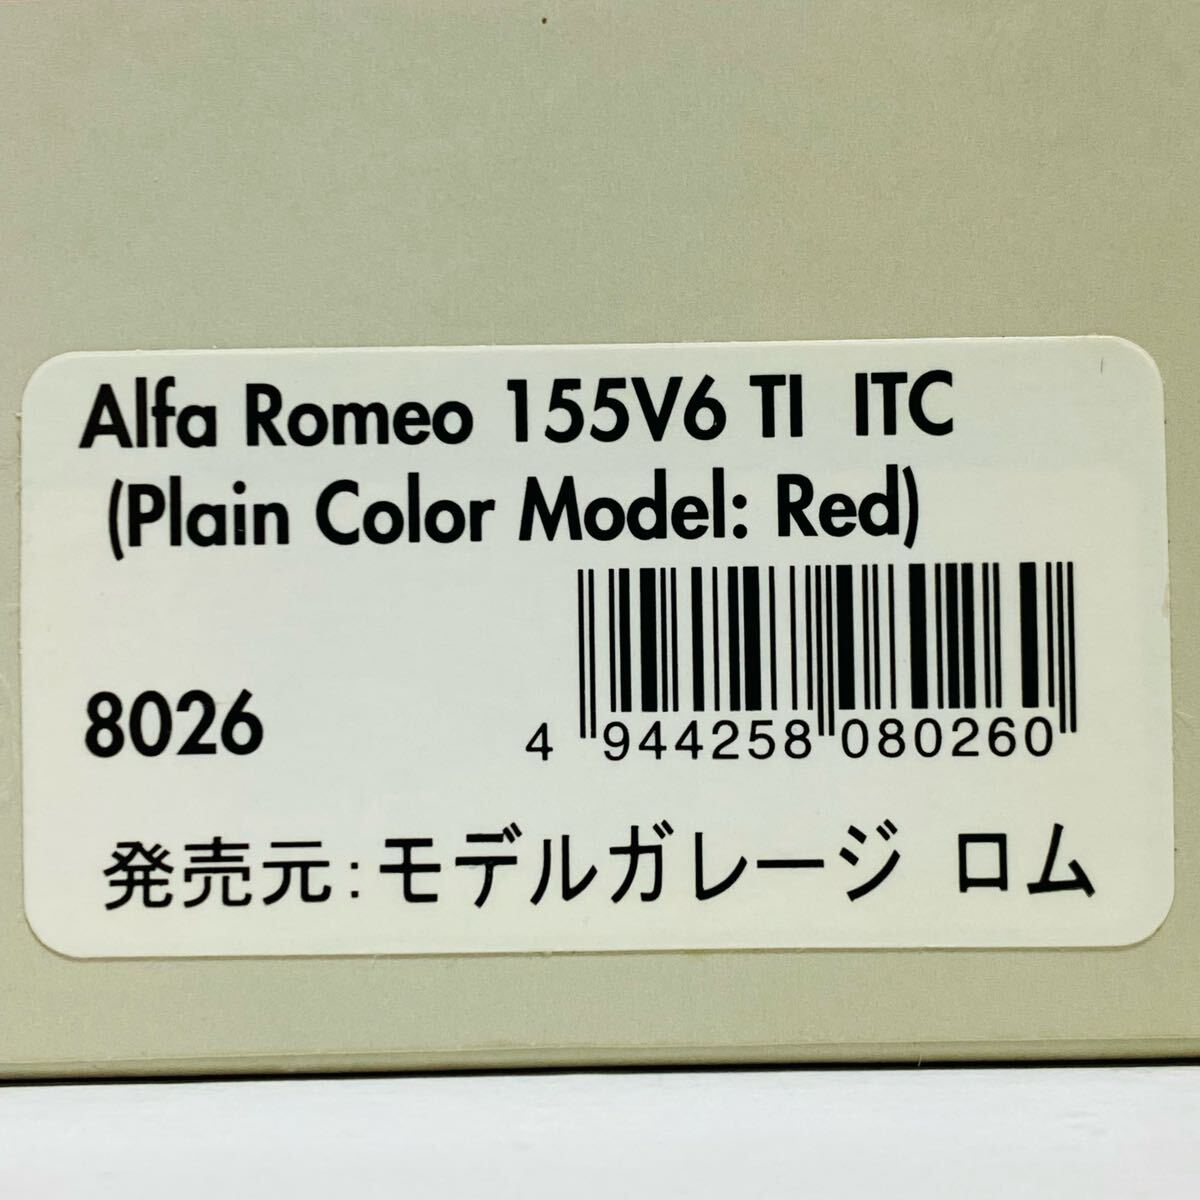 Alfa Romeo 155V6 TI ITC
(Plain Color Model: Red)
8026
4 944258 080260
発売元:モデルガレージ ロム